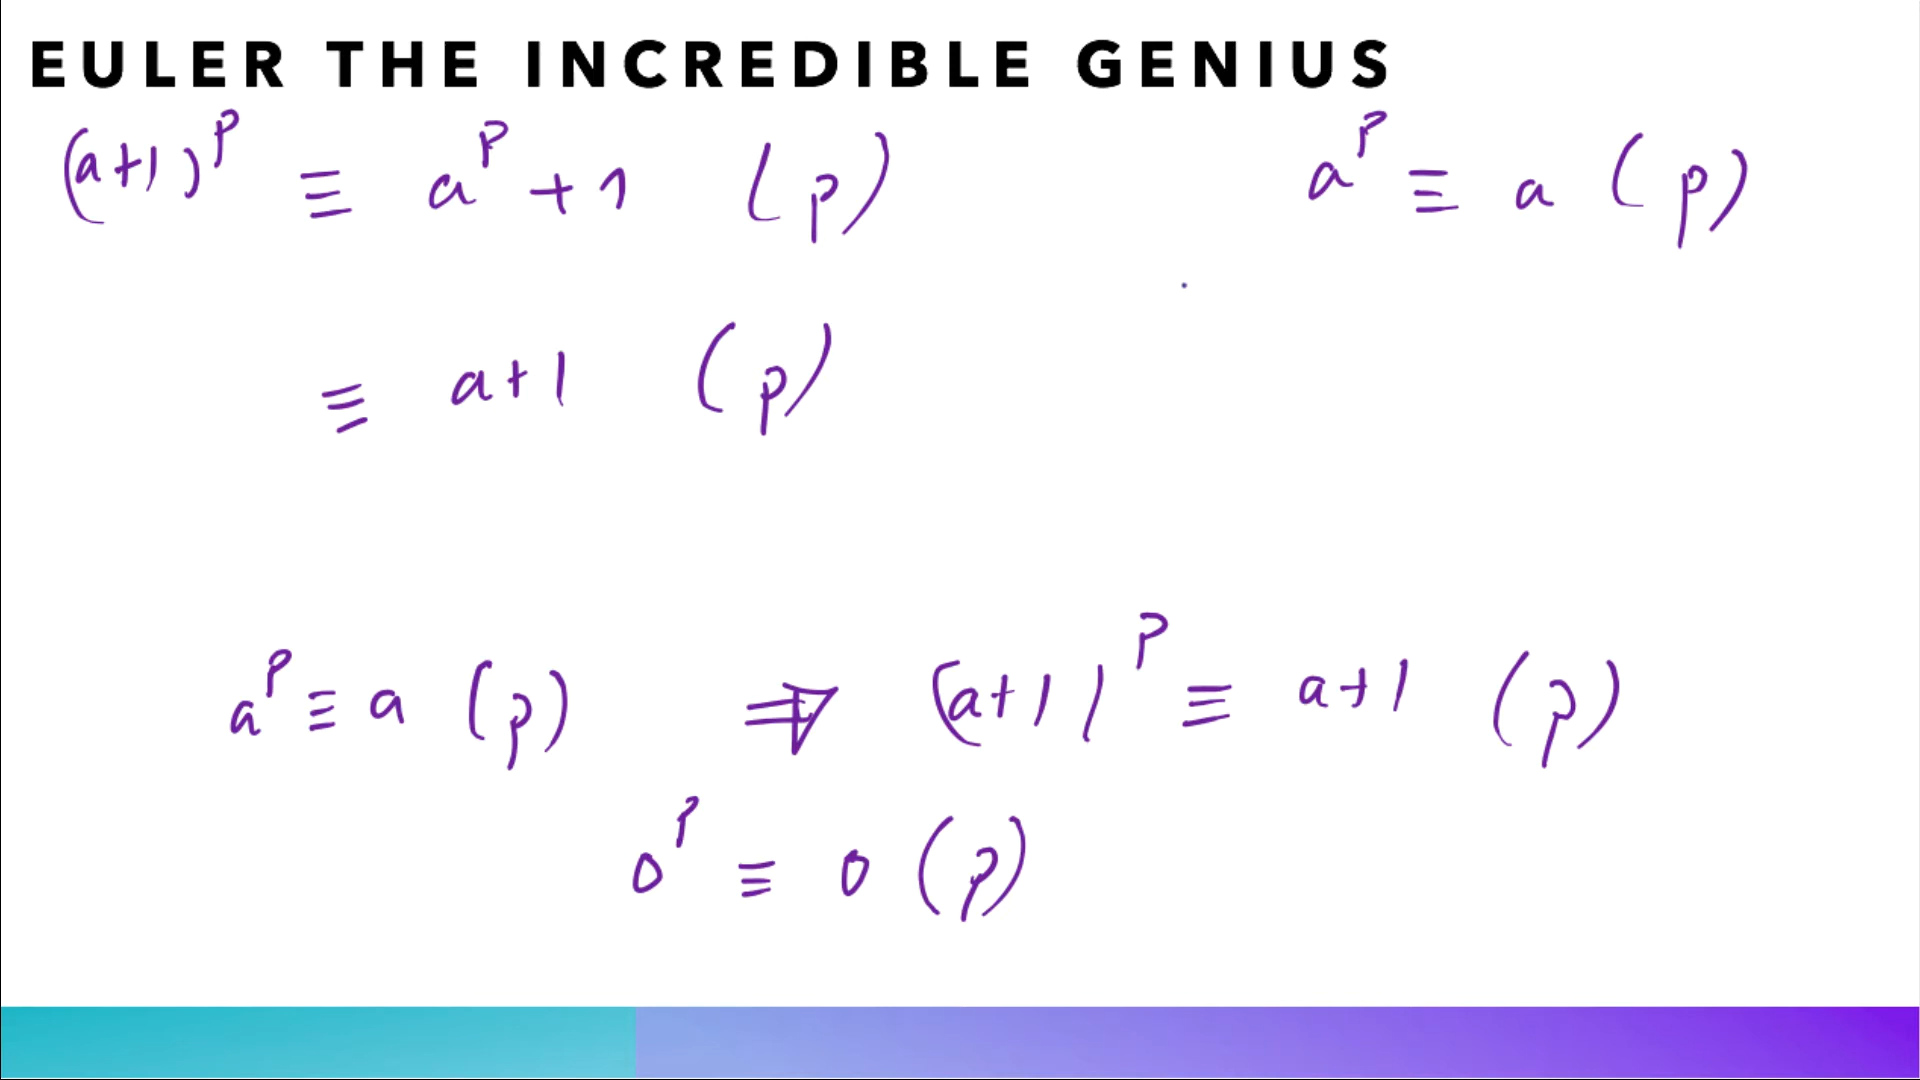 EULER THE INCREDIBLE GENIUS
(a+1)^p ≡ a^p + 1 (p) a^p ≡ a (p)
≡ a+1 (p)
a^p ≡ a (p) ⇒ (a+1)^p ≡ a+1 (p)
0^p ≡ 0 (p)